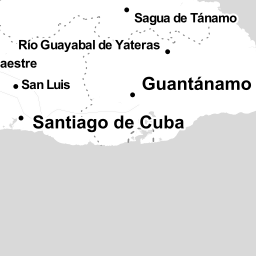 Sagua de Tánamo
Río Guayabal de Yateras
aestre
San Luis
Guantánamo
Santiago de Cuba